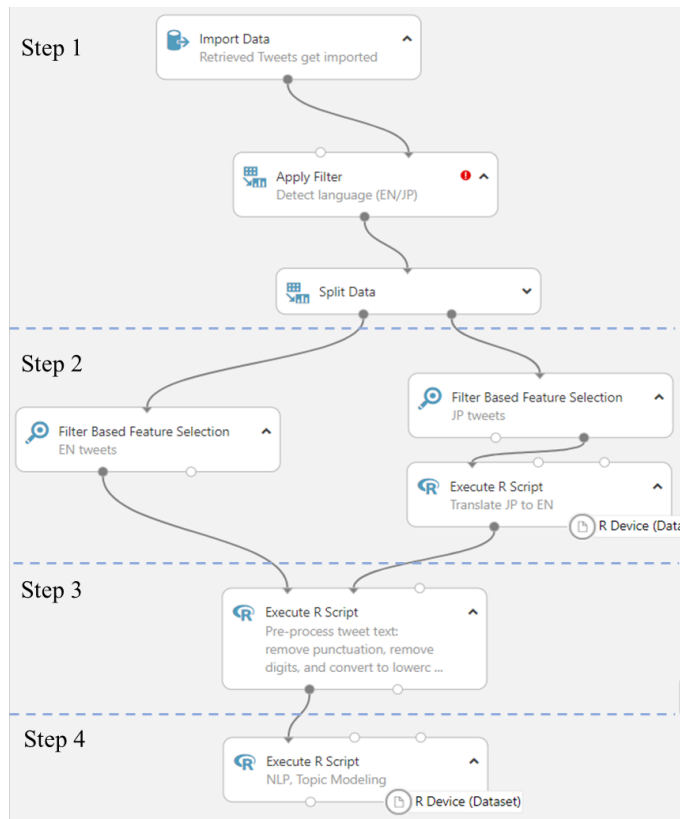 Step 1
Import Data
Retrieved Tweets get imported
Apply Filter
Detect language (EN/JP)
Split Data
Step 2
Filter Based Feature Selection
JP tweets
Filter Based Feature Selection
EN tweets
Execute R Script
Translate JP to EN
R Device (Data
Step 3
Execute R Script
Pre-process tweet text:
remove punctuation, remove
digits, and convert to lowerc ...
Step 4
Execute R Script
NLP, Topic Modeling
R Device (Dataset)